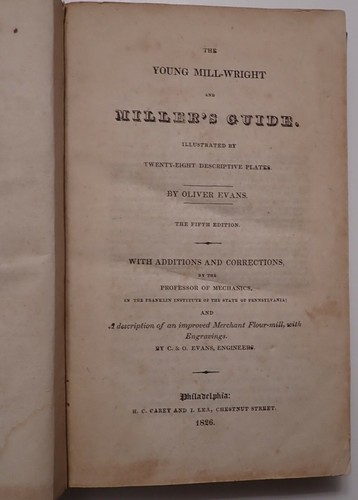 THE
YOUNG MILL-WRIGHT
AND
MILLER'S GUIDE.
ILLUSTRATED BY
TWENTY-EIGHT DESCRIPTIVE PLATES.
BY OLIVER EVANS.
THE FIFTH EDITION.
WITH ADDITIONS AND CORRECTIONS,
BY THE
PROFESSOR OF MECHANICS,
IN THE FRANKLIN INSTITUTE OF THE STATE OF PENNSYLVANIA:
AND
A description of an improved Merchant Flour-mill, with
Engravings.
BY C. & O. EVANS, ENGINEERS.
Philadelphia:
H. C. CAREY AND I. LEA, CHESTNUT STREET.
1826.